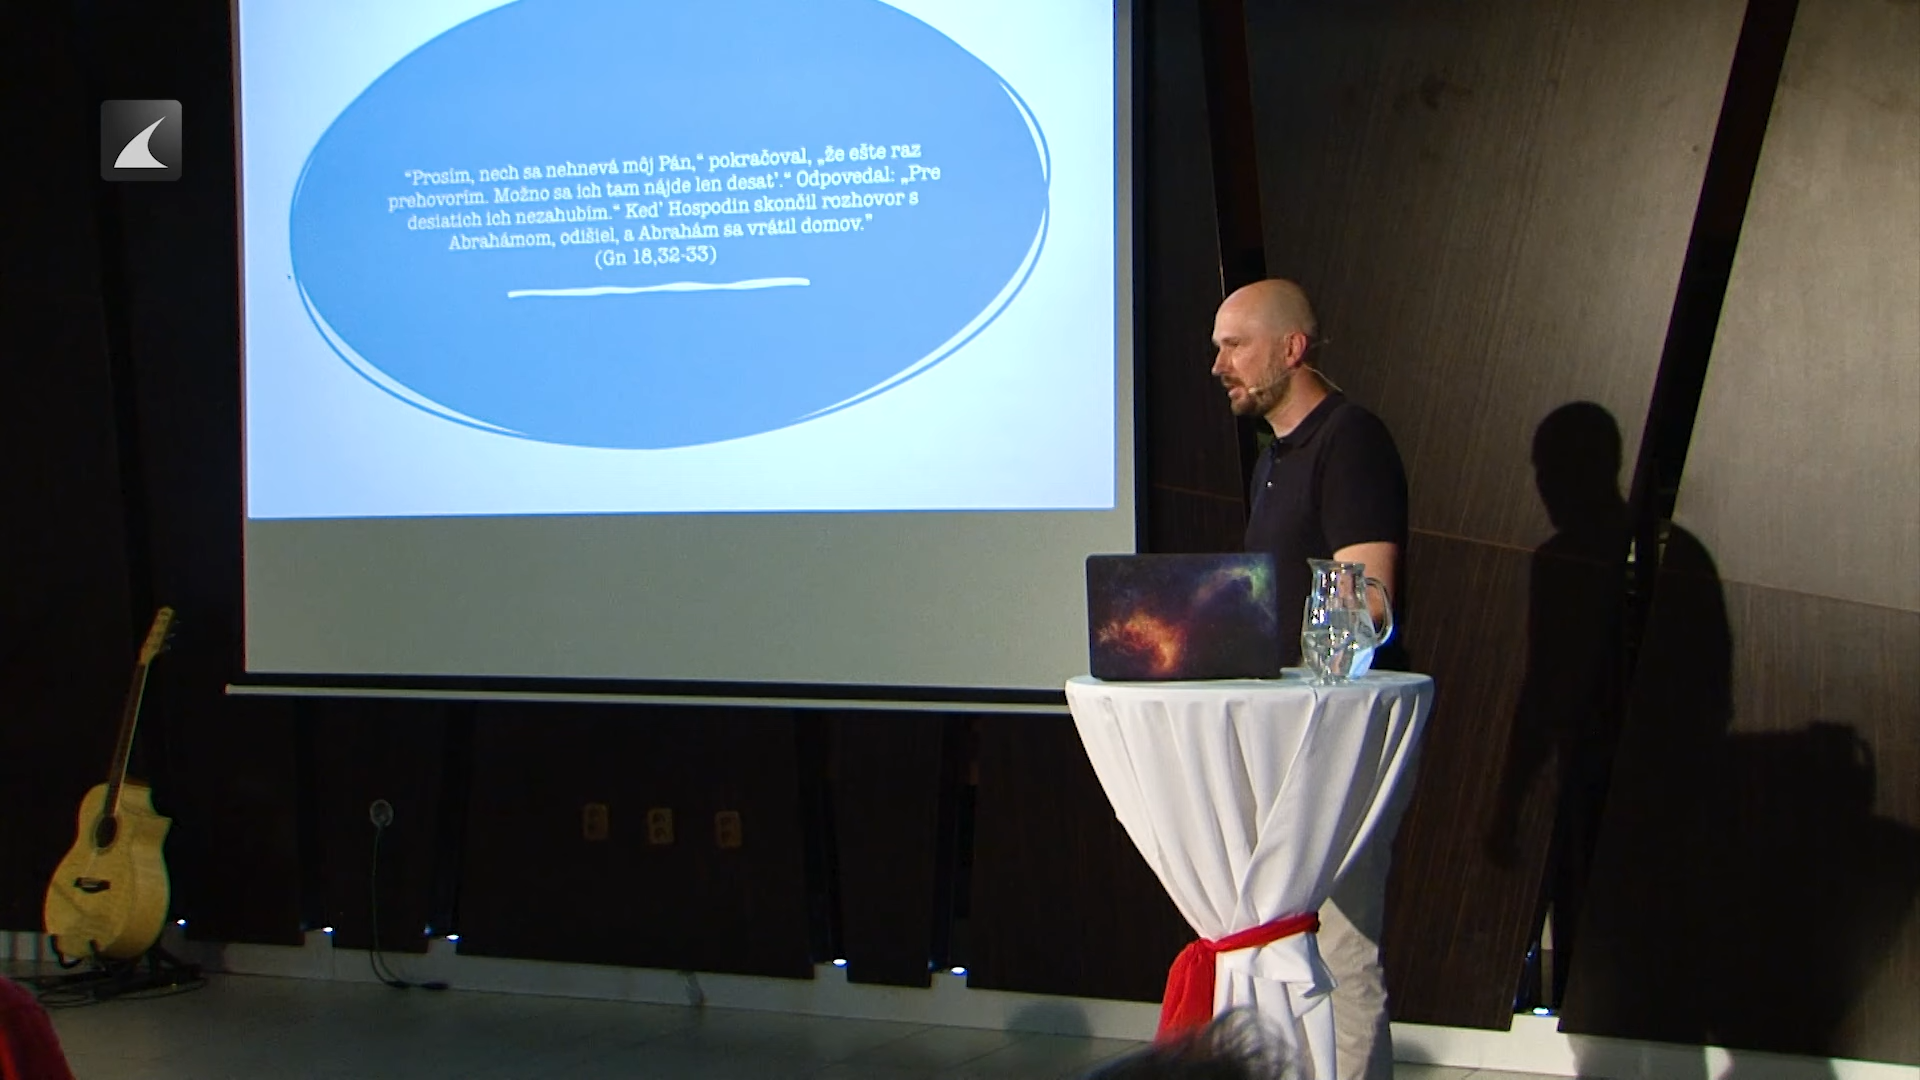 “Prosím, nech sa nehnevá môj Pán,“ pokračoval, „že ešte raz
prehovorím. Možno sa ich tam nájde len desať.“ Odpovedal: „Pre
desiatich ich nezahubím.“ Keď Hospodin skončil rozhovor s
Abrahámom, odišiel, a Abrahám sa vrátil domov.”
(Gn 18,32-33)